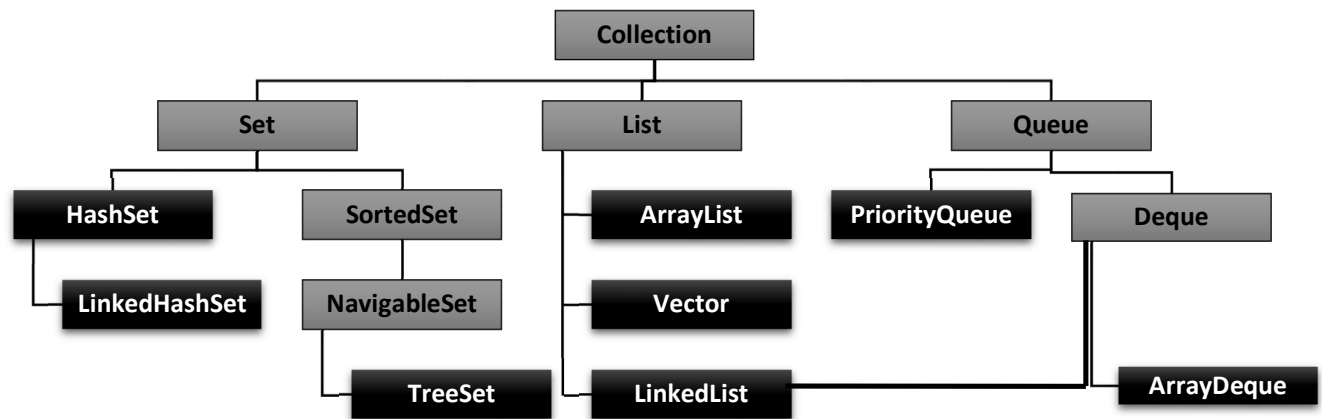 Collection
Set
List
Queue
HashSet
SortedSet
ArrayList
PriorityQueue
Deque
LinkedHashSet
NavigableSet
Vector
TreeSet
LinkedList
ArrayDeque